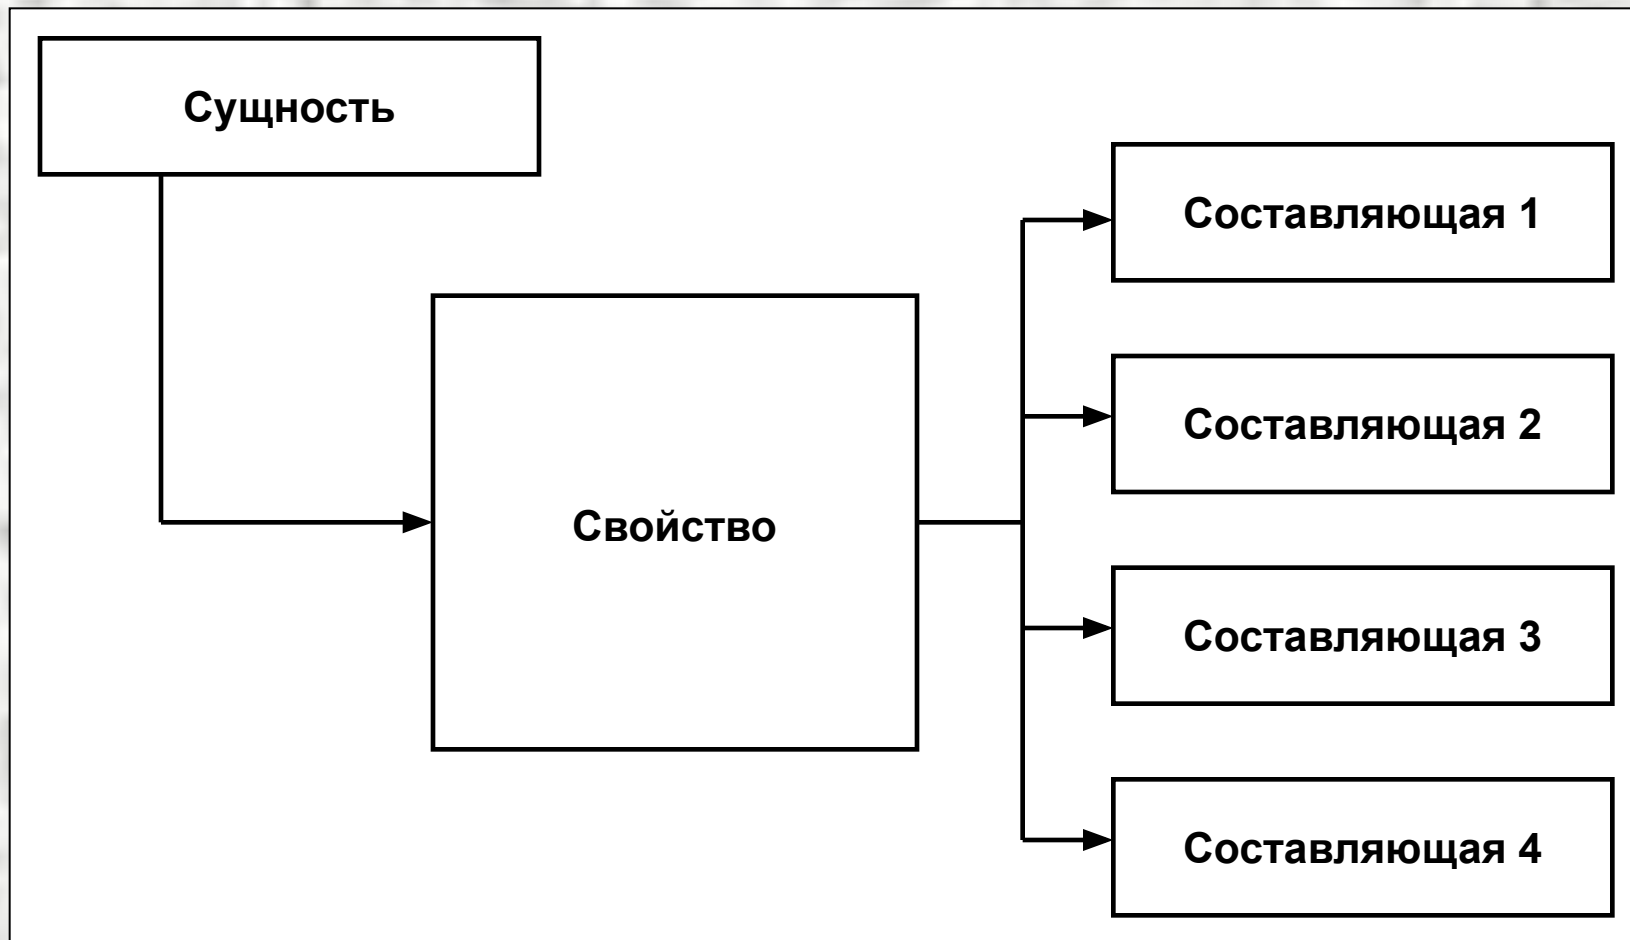 Сущность
Составляющая 1
Составляющая 2
Свойство
Составляющая 3
Составляющая 4